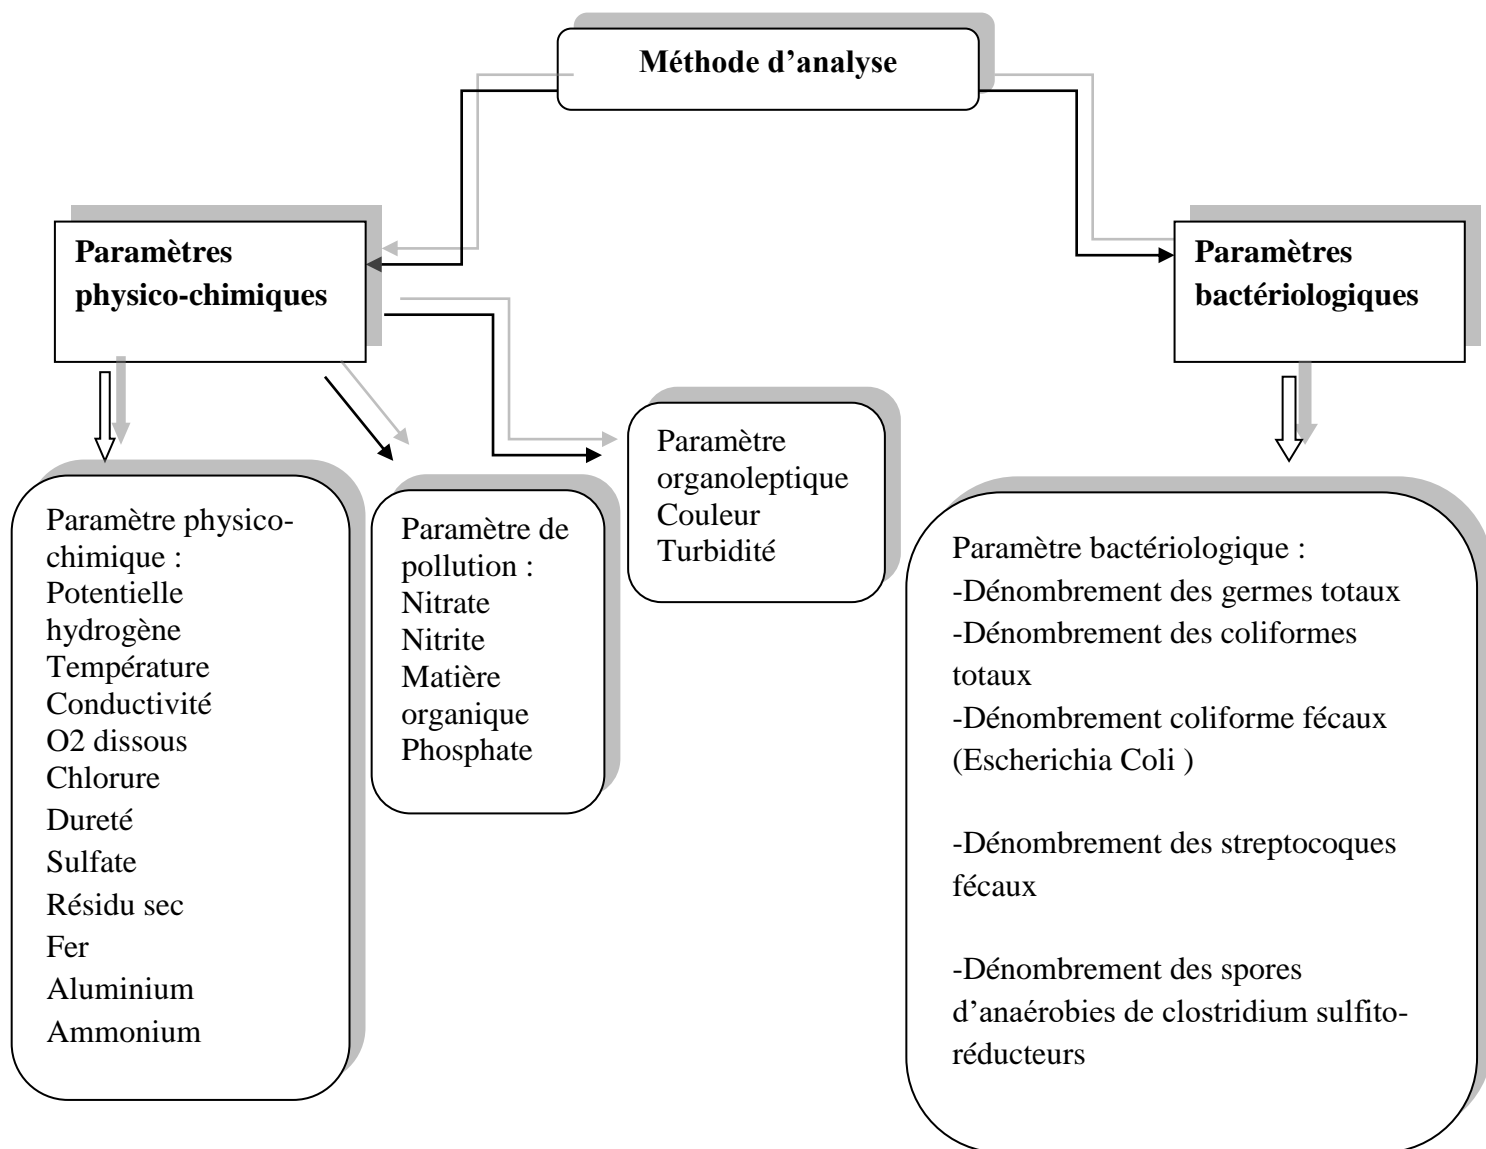 Méthode d’analyse
Paramètres
physico-chimiques
Paramètres
bactériologiques
Paramètre physico-
chimique :
Potentielle
hydrogène
Température
Conductivité
O2 dissous
Chlorure
Dureté
Sulfate
Résidu sec
Fer
Aluminium
Ammonium
Paramètre de
pollution :
Nitrate
Nitrite
Matière
organique
Phosphate
Paramètre
organoleptique
Couleur
Turbidité
Paramètre bactériologique :
-Dénombrement des germes totaux
-Dénombrement des coliformes
totaux
-Dénombrement coliforme fécaux
(Escherichia Coli )
-Dénombrement des streptocoques
fécaux
-Dénombrement des spores
d’anaérobies de clostridium sulfito-
réducteurs